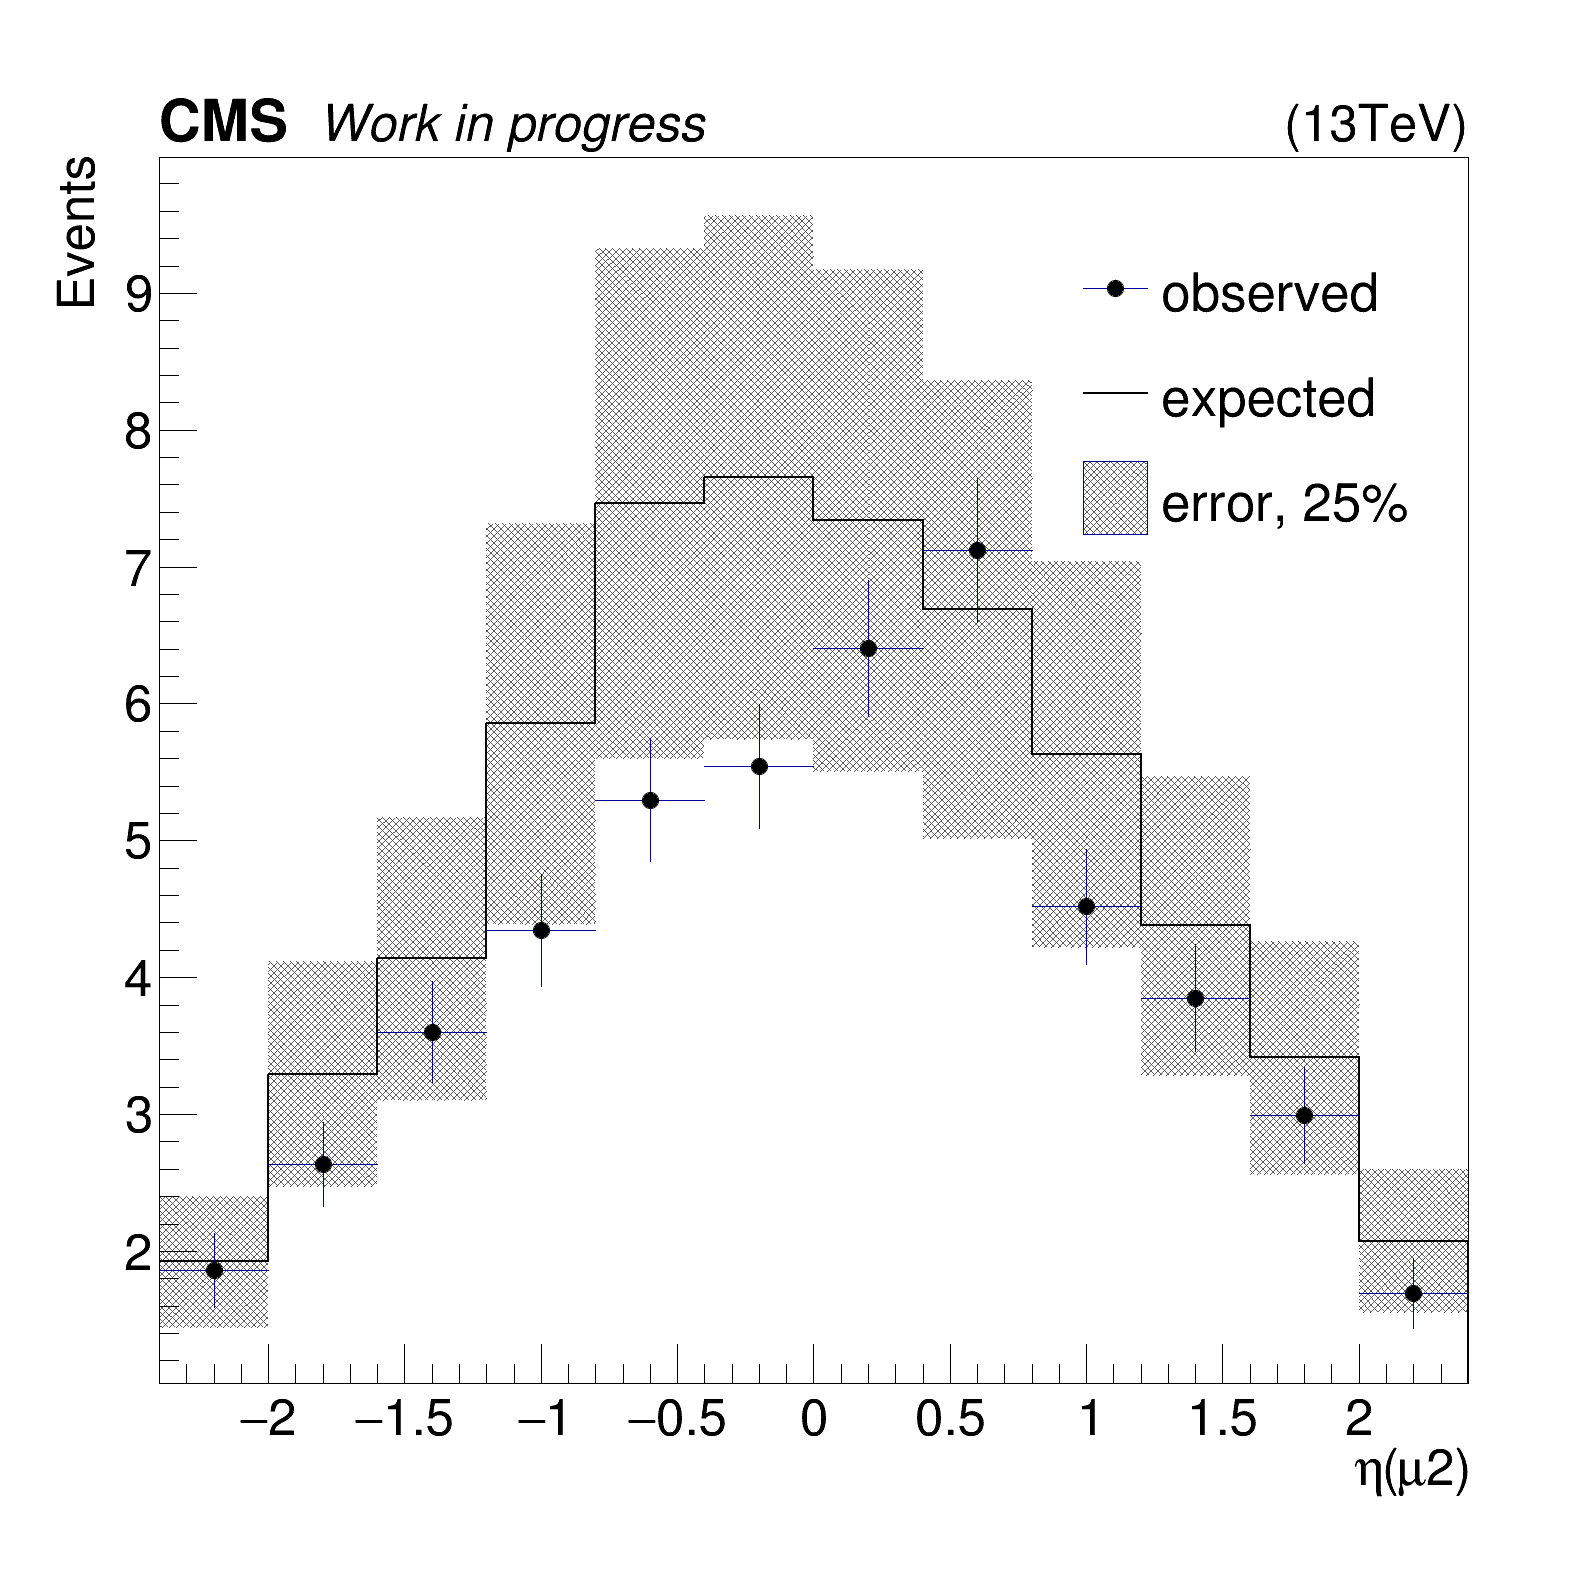 CMS Work in progress (13TeV)
Events
observed
expected
error, 25%
9
8
7
6
5
4
3
2
−2 −1.5 −1 −0.5 0 0.5 1 1.5 2
η(μ2)